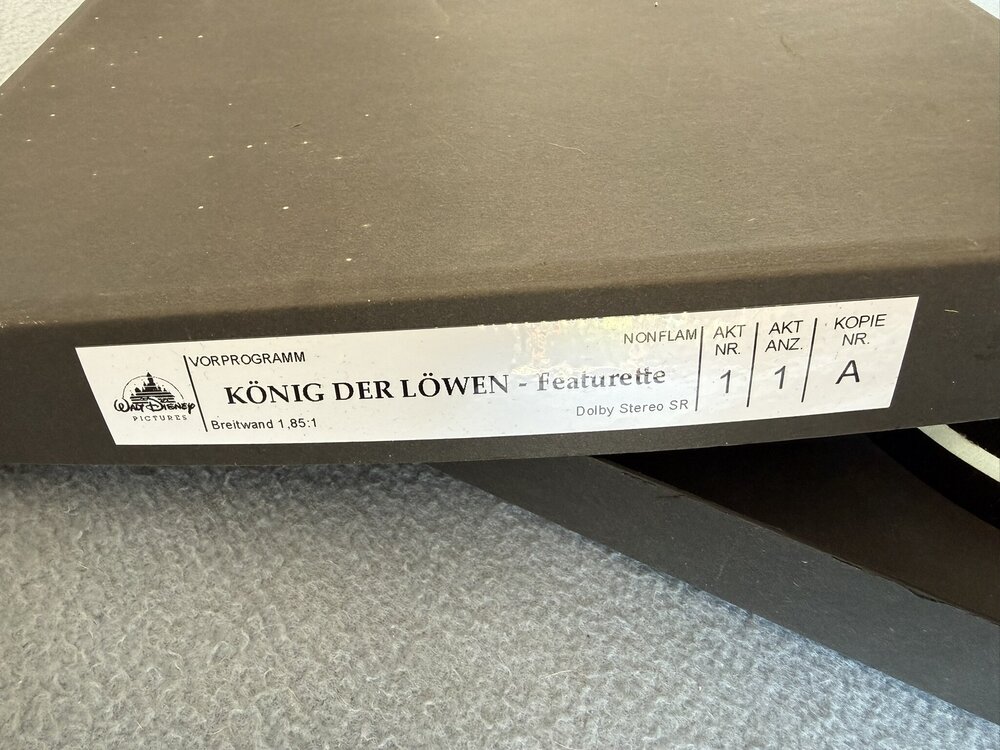 WALT DISNEY
PICTURES
VORPROGRAMM
NONFLAM
KÖNIG DER LÖWEN - Featurette
Breitwand 1,85:1
Dolby Stereo SR
AKT
NR.
1
AKT
ANZ.
1
KOPIE
NR.
A